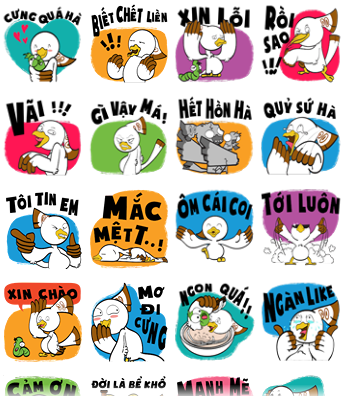 CƯNG QUÁ HÀ
BIẾT CHẾT LIỀN
XIN LỖI
RỒI
SAO
!!!
!!!
VÃI !!!
GÌ VẬY MÁ!
HẾT HỒN HÀ
QUỶ SỨ HÀ
TÔI TIN EM
MẮC
MỆTT..!
ÔM CÁI COI
TỚI LUÔN
XIN CHÀO
MƠ
ĐI
CƯNG
NGON QUÁ!!
NGÀN LIKE
CẢM ƠN
ĐỜI LÀ BỂ KHỔ
MẠNH MẼ